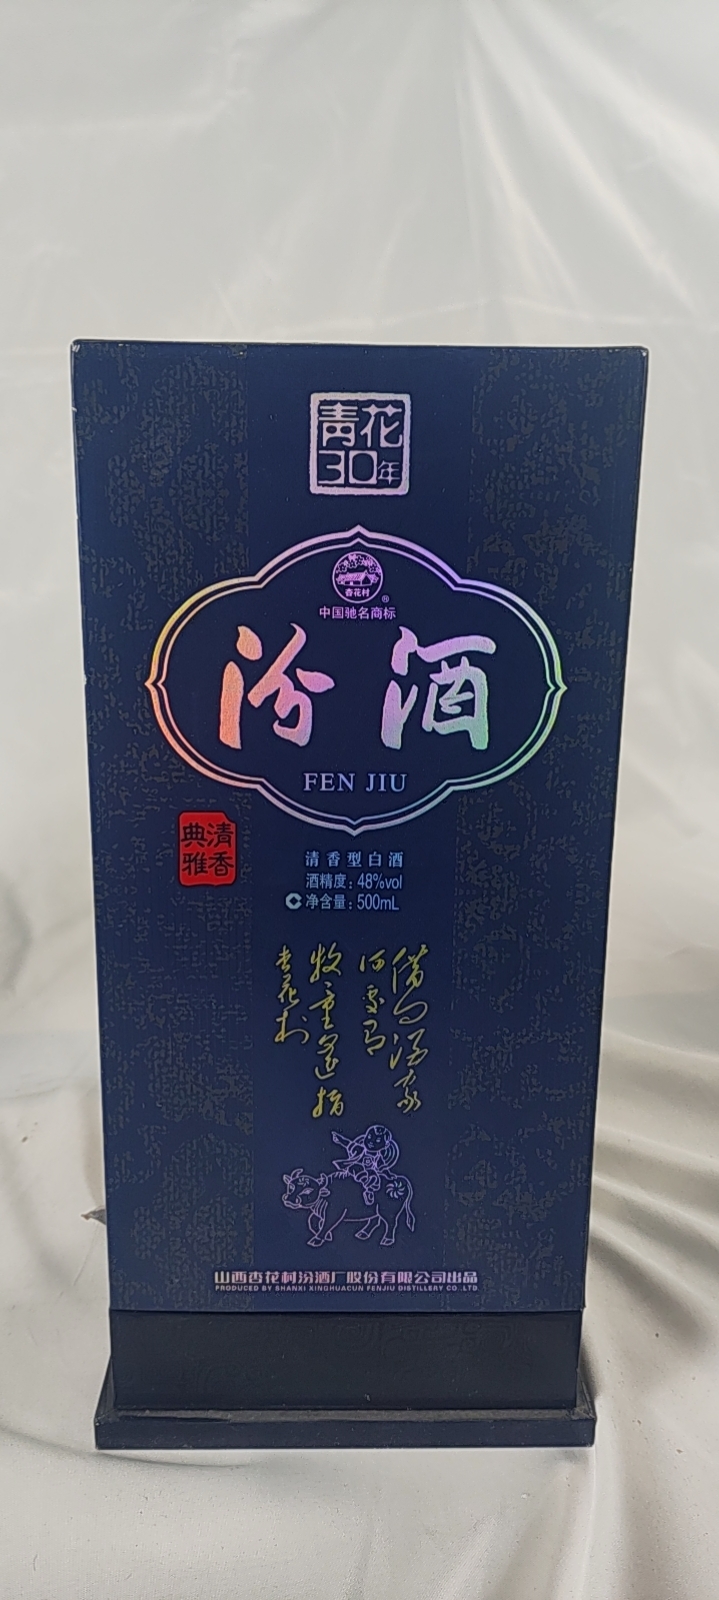 青花
30年
杏花村
®
中国驰名商标
汾酒
FEN JIU
清香
典雅
清香型白酒
酒精度：48%vol
净含量：500mL
借问酒家
何处有
牧童遥指
杏花村
山西杏花村汾酒厂股份有限公司出品
PRODUCED BY SHANXI XINGHUACUN FENJIU DISTILLERY CO.,LTD.